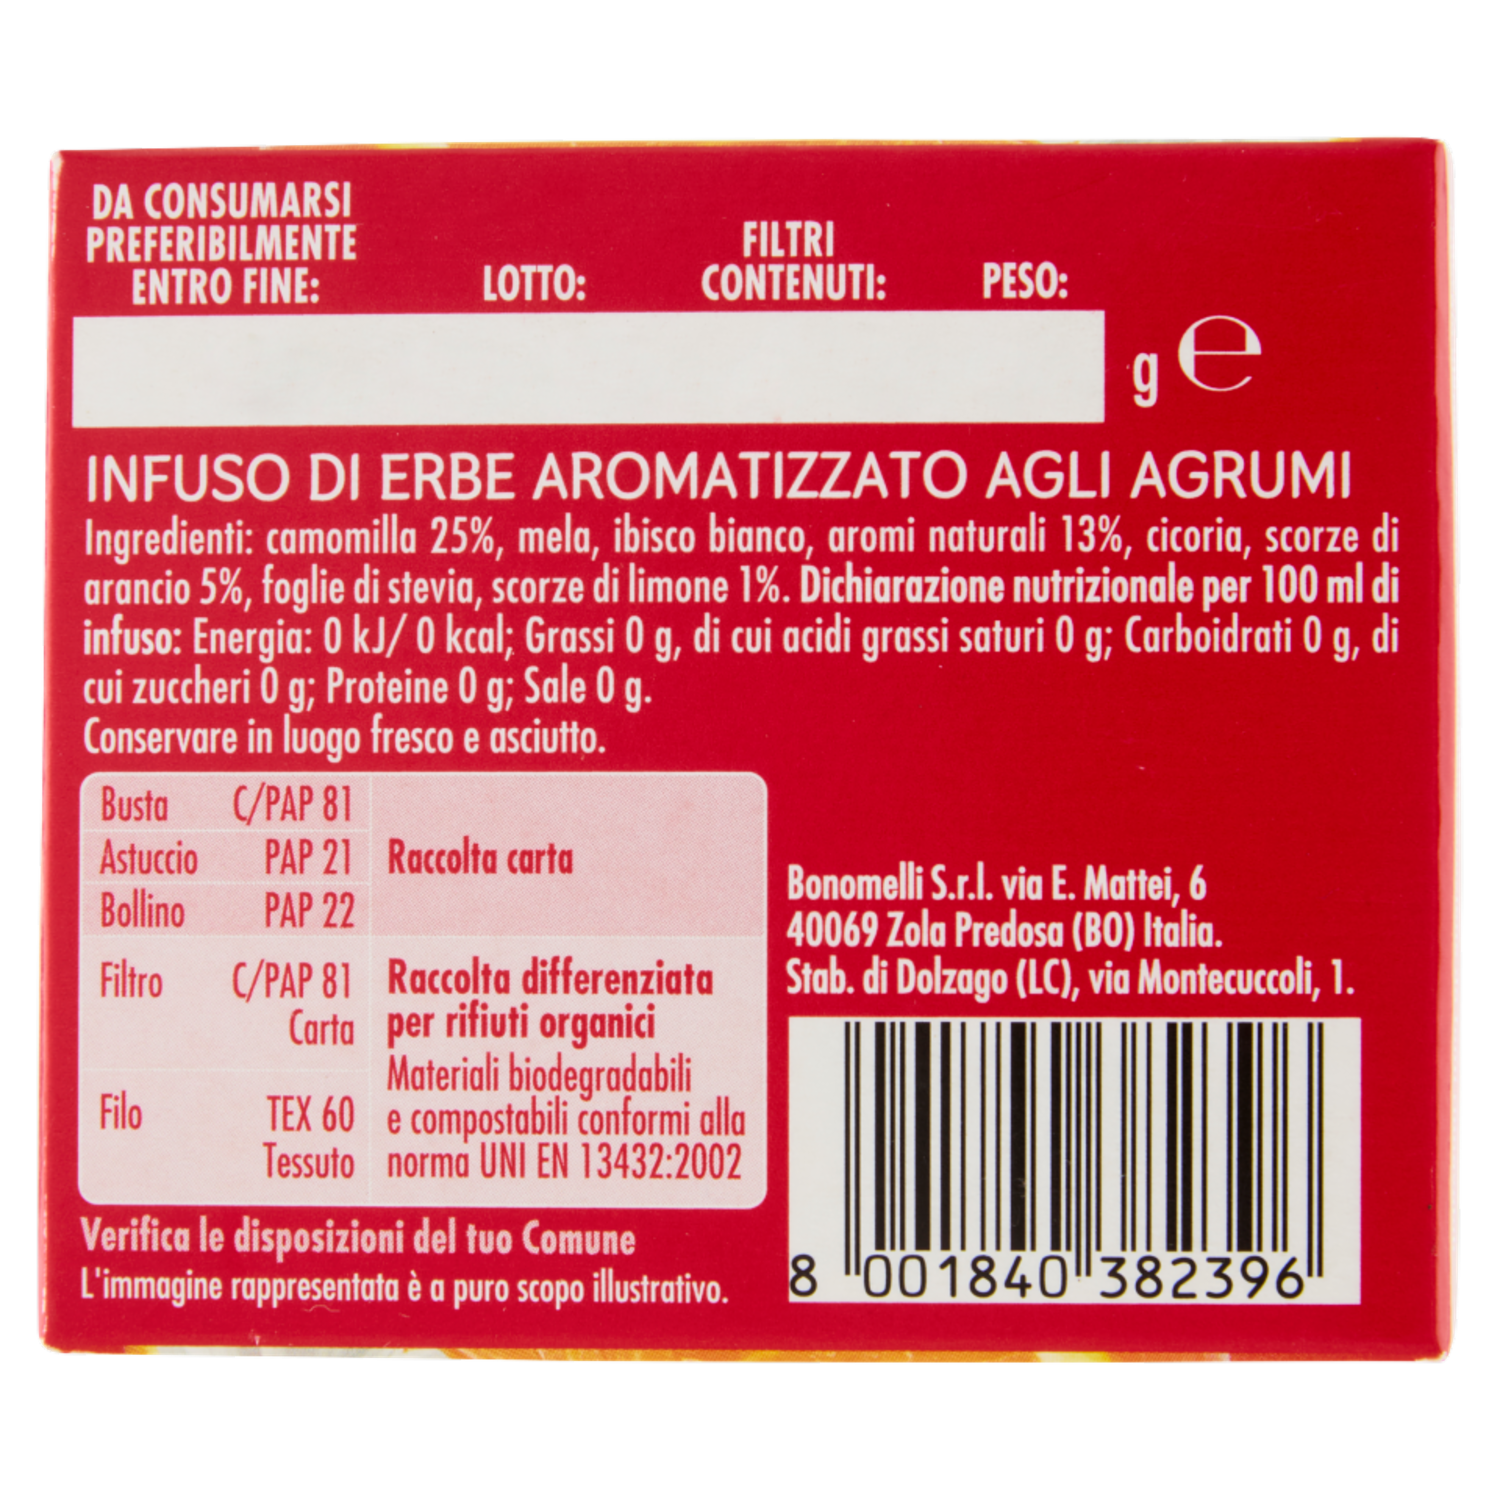 DA CONSUMARSI
PREFERIBILMENTE
ENTRO FINE:
LOTTO:
FILTRI
CONTENUTI:
PESO:
g e
INFUSO DI ERBE AROMATIZZATO AGLI AGRUMI
Ingredienti: camomilla 25%, mela, ibisco bianco, aromi naturali 13%, cicoria, scorze di
arancio 5%, foglie di stevia, scorze di limone 1%. Dichiarazione nutrizionale per 100 ml di
infuso: Energia: 0 kJ/ 0 kcal; Grassi 0 g, di cui acidi grassi saturi 0 g; Carboidrati 0 g, di
cui zuccheri 0 g; Proteine 0 g; Sale 0 g.
Conservare in luogo fresco e asciutto.
Busta C/PAP 81
Astuccio PAP 21 Raccolta carta
Bollino PAP 22
Filtro C/PAP 81
Carta
Raccolta differenziata
per rifiuti organici
Materiali biodegradabili
e compostabili conformi alla
norma UNI EN 13432:2002
Filo TEX 60
Tessuto
Verifica le disposizioni del tuo Comune
L'immagine rappresentata è a puro scopo illustrativo.
Bonomelli S.r.l. via E. Mattei, 6
40069 Zola Predosa (BO) Italia.
Stab. di Dolzago (LC), via Montecuccoli, 1.
8 001840 382396